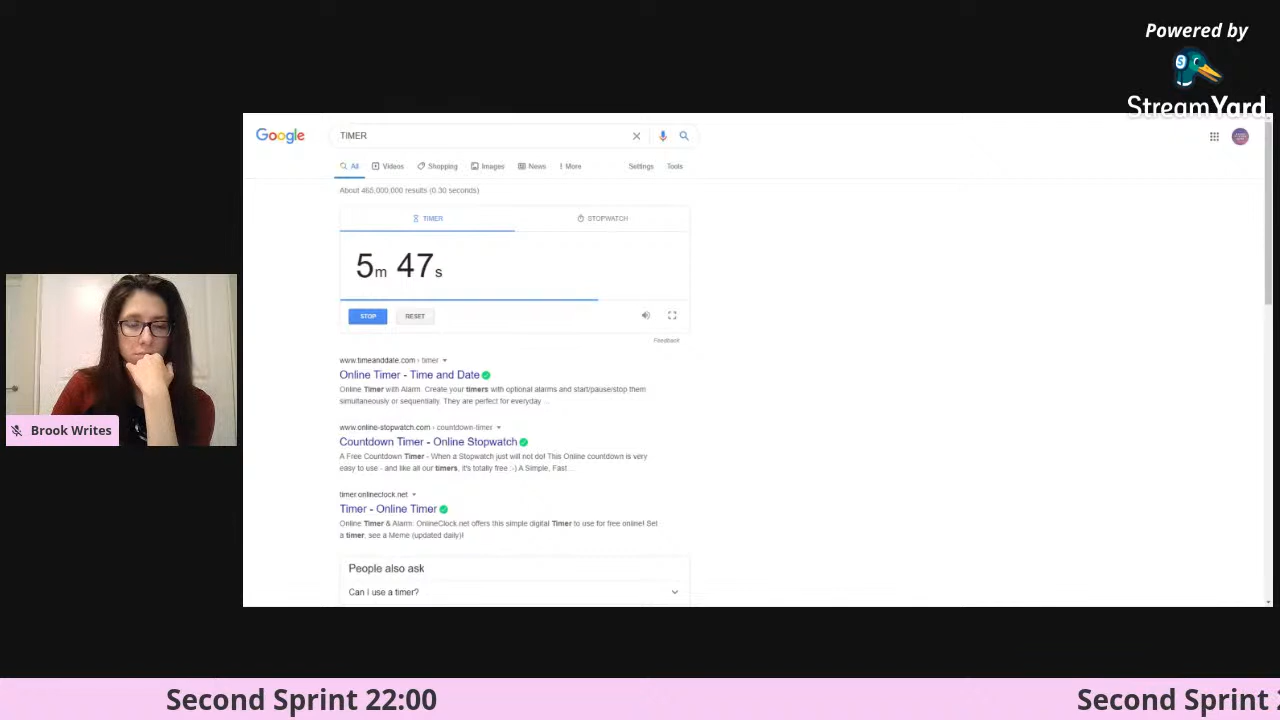 Powered by
StreamYard
Google
TIMER
All Videos Shopping Images News More Settings Tools
About 465,000,000 results (0.30 seconds)
TIMER STOPWATCH
5m 47s
STOP RESET
Feedback
www.timeanddate.com › timer
Online Timer - Time and Date
Online Timer with Alarm. Create your timers with optional alarms and start/pause/stop them
simultaneously or sequentially. They are perfect for everyday ...
www.online-stopwatch.com › countdown-timer
Countdown Timer - Online Stopwatch
A Free Countdown Timer - When a Stopwatch just will not do! This Online countdown is very
easy to use - and like all our timers, it's totally free :-) A Simple, Fast ...
timer.onlineclock.net
Timer - Online Timer
Online Timer & Alarm. OnlineClock.net offers this simple digital Timer to use for free online! Set
a timer, see a Meme (updated daily)!
People also ask
Can I use a timer?
Brook Writes
Second Sprint 22:00 Second Sprint 2